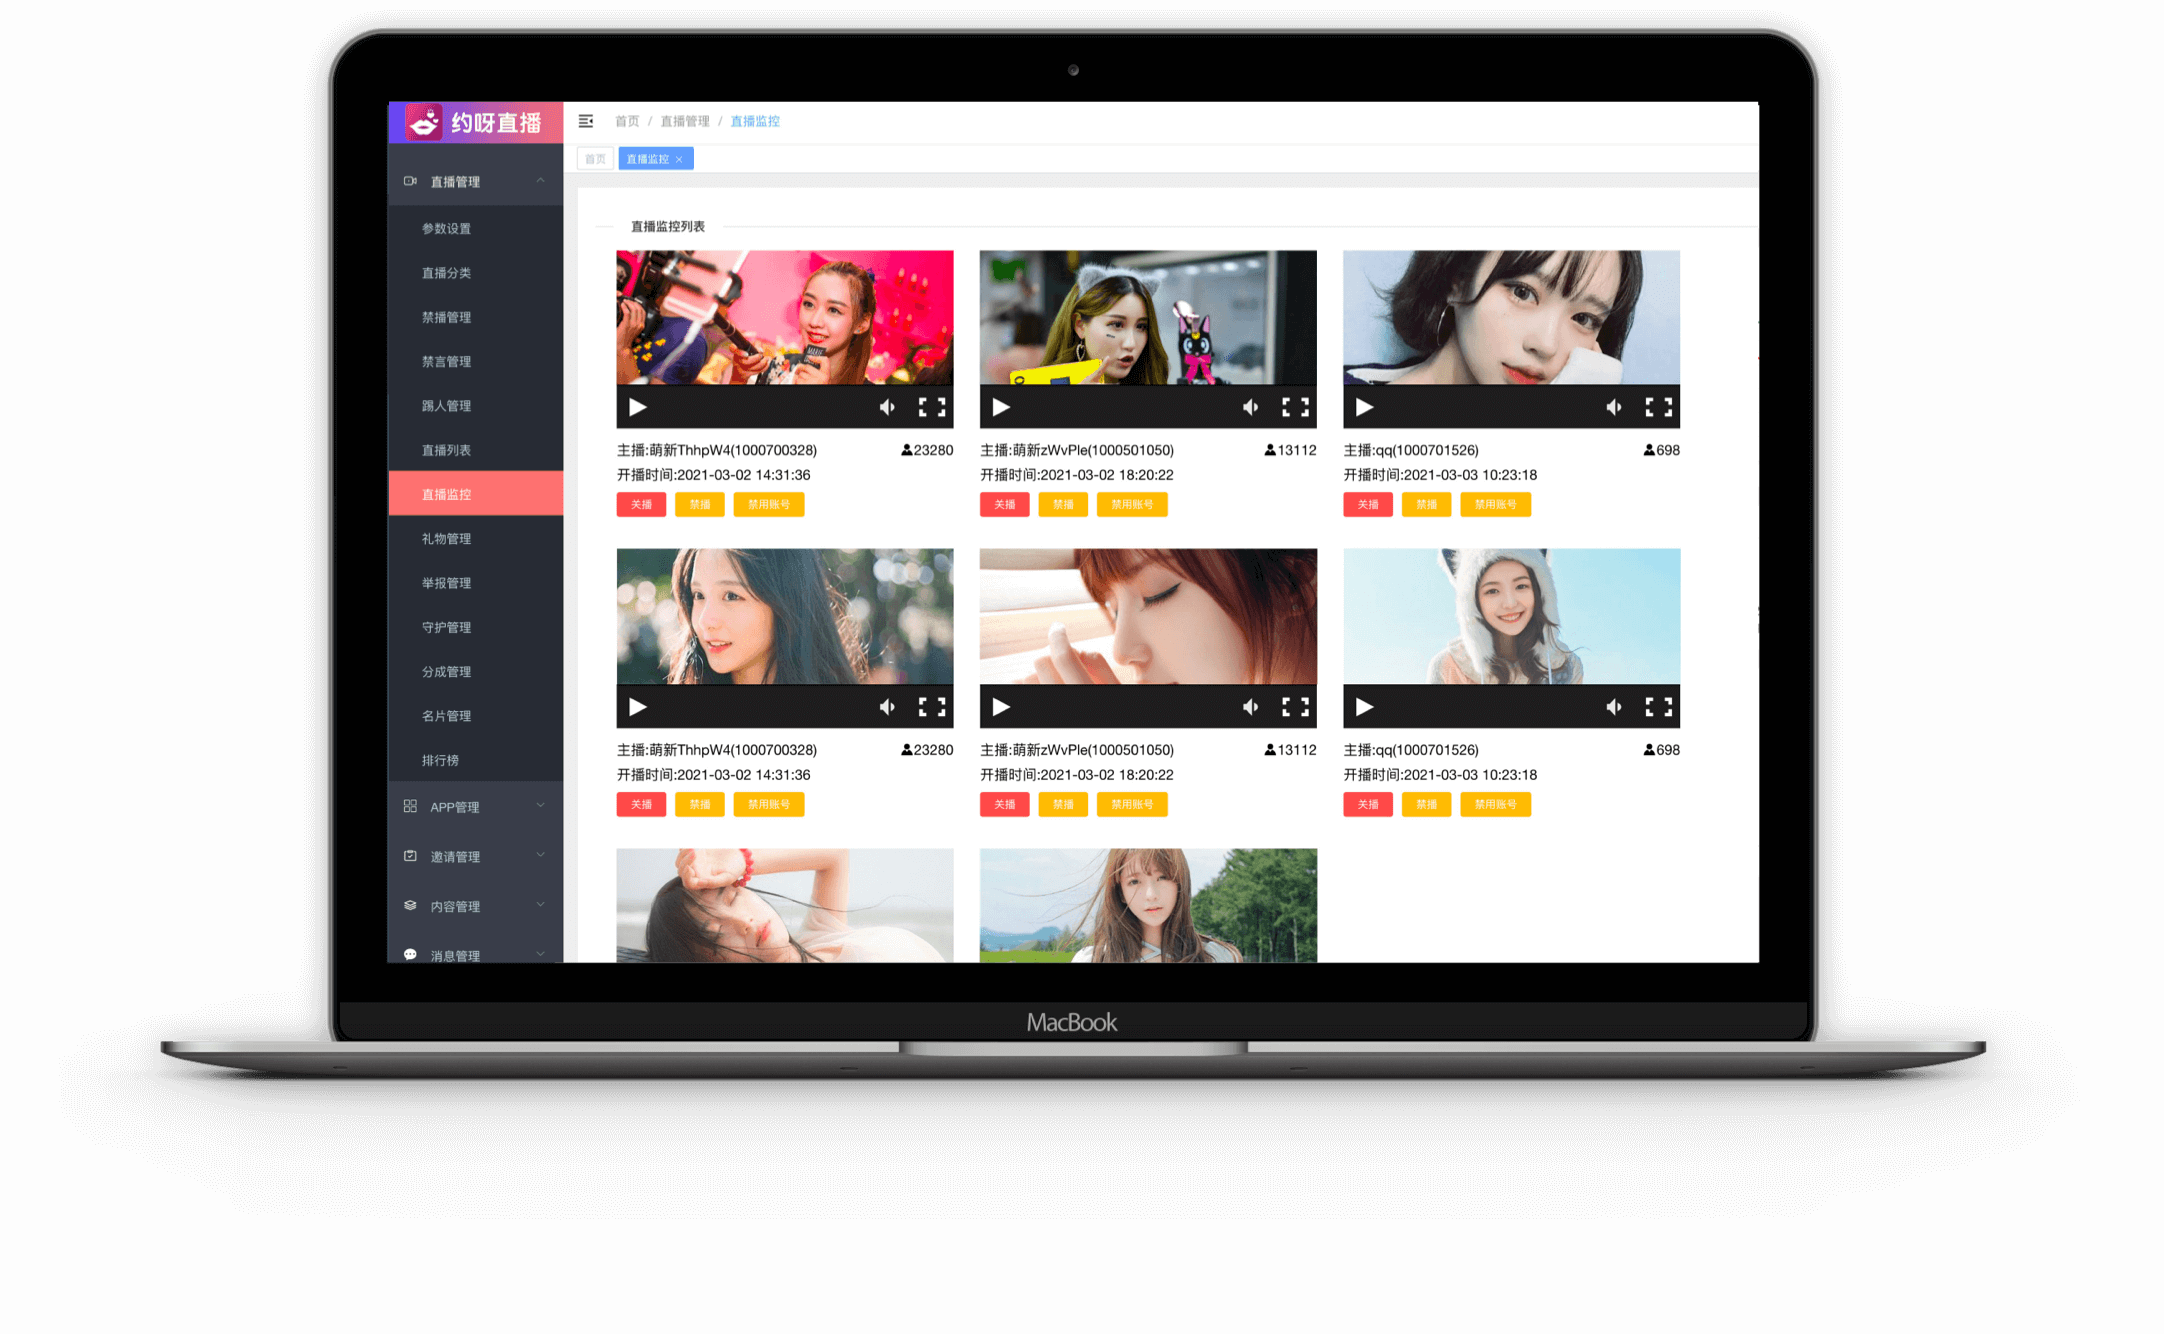 约呀直播
首页 / 直播管理 / 直播监控
首页 直播监控 ×
直播管理
参数设置
直播分类
禁播管理
禁言管理
踢人管理
直播列表
直播监控
礼物管理
举报管理
守护管理
分成管理
名片管理
排行榜
APP管理
邀请管理
内容管理
消息管理
直播监控列表
主播:萌新ThhpW4(1000700328) 23280
开播时间:2021-03-02 14:31:36
关播 禁播 禁用账号
主播:萌新zWvPle(1000501050) 13112
开播时间:2021-03-02 18:20:22
关播 禁播 禁用账号
主播:qq(1000701526) 698
开播时间:2021-03-03 10:23:18
关播 禁播 禁用账号
主播:萌新ThhpW4(1000700328) 23280
开播时间:2021-03-02 14:31:36
关播 禁播 禁用账号
主播:萌新zWvPle(1000501050) 13112
开播时间:2021-03-02 18:20:22
关播 禁播 禁用账号
主播:qq(1000701526) 698
开播时间:2021-03-03 10:23:18
关播 禁播 禁用账号
MacBook